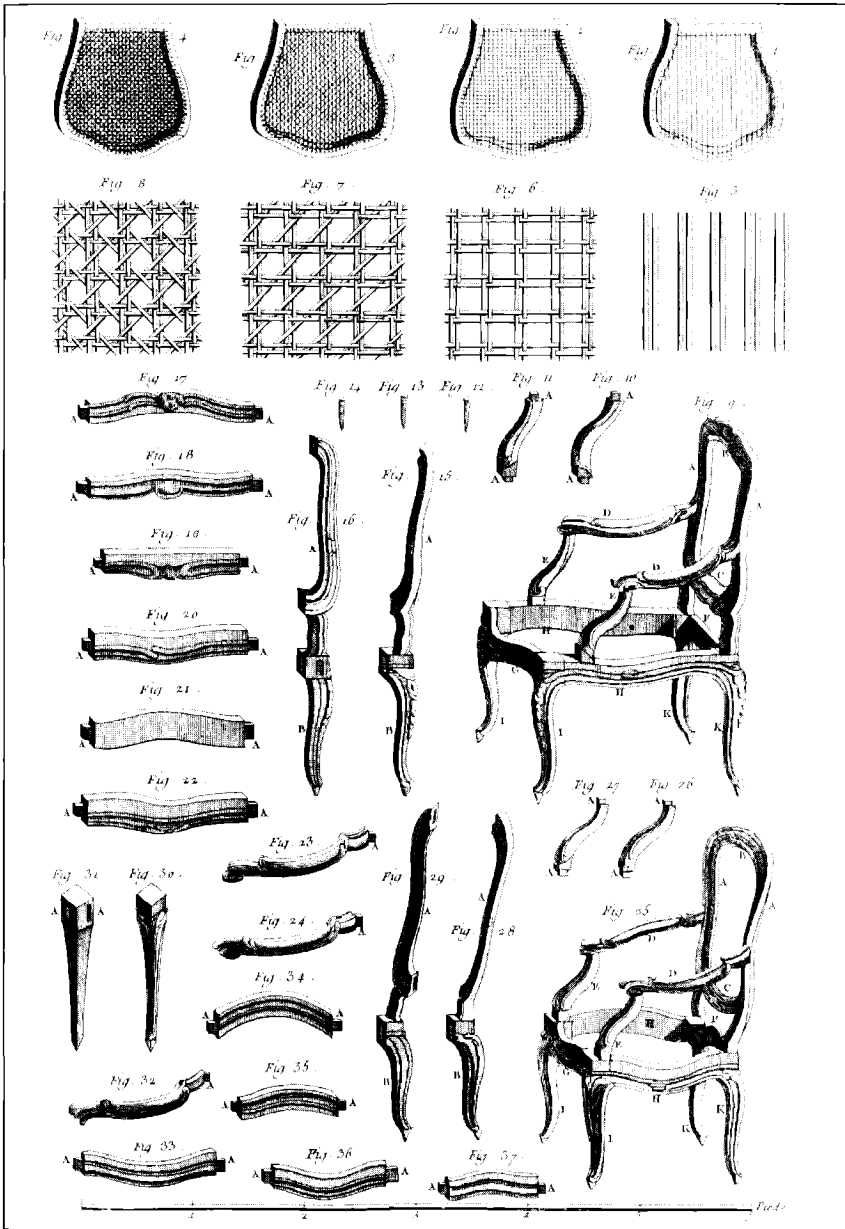 Fig 4
Fig 3
Fig 2
Fig 1
Fig. 8
Fig. 7
Fig. 6
Fig. 5
Fig 17
A A
Fig. 14
Fig. 13
Fig. 12
Fig. 11
A
A
Fig. 10
A
A
Fig. 9
A B A
D
D
C
E
E
F
H
G
H
I
I
K
K
Fig. 18
A A
Fig. 19
A A
Fig. 20
A A
Fig. 21
A A
Fig. 22
A A
Fig. 16
A
B
Fig. 15
A
B
Fig. 27
A
A
Fig. 26
A
A
Fig. 23
A
Fig. 24
A
Fig. 31
A A
Fig. 30
Fig. 29
A
B
Fig. 28
A
B
Fig. 25
A B A
D
D
C
E
E
F
H
G
H
I
I
K
K
Fig. 34
A A
Fig. 32
A
Fig. 35
A A
Fig 33
A A
Fig. 36
A A
Fig. 37
A A
1 2 3 4 5 Pieds